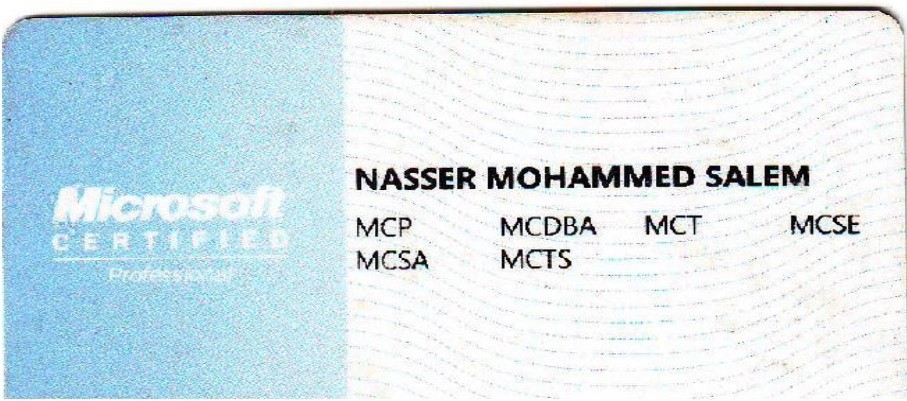 Microsoft
CERTIFIED
Professional
NASSER MOHAMMED SALEM
MCP MCDBA MCT MCSE
MCSA MCTS